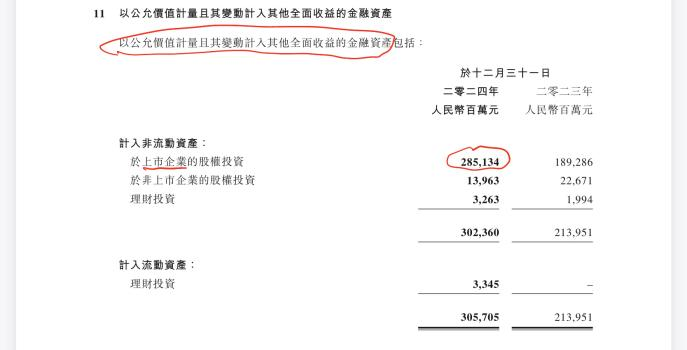 11 以公允價值計量且其變動計入其他全面收益的金融資產
以公允價值計量且其變動計入其他全面收益的金融資產包括：
於十二月三十一日
二零二四年 二零二三年
人民幣百萬元 人民幣百萬元
計入非流動資產：
於上市企業的股權投資 285,134 189,286
於非上市企業的股權投資 13,963 22,671
理財投資 3,263 1,994
302,360 213,951
計入流動資產：
理財投資 3,345 –
305,705 213,951